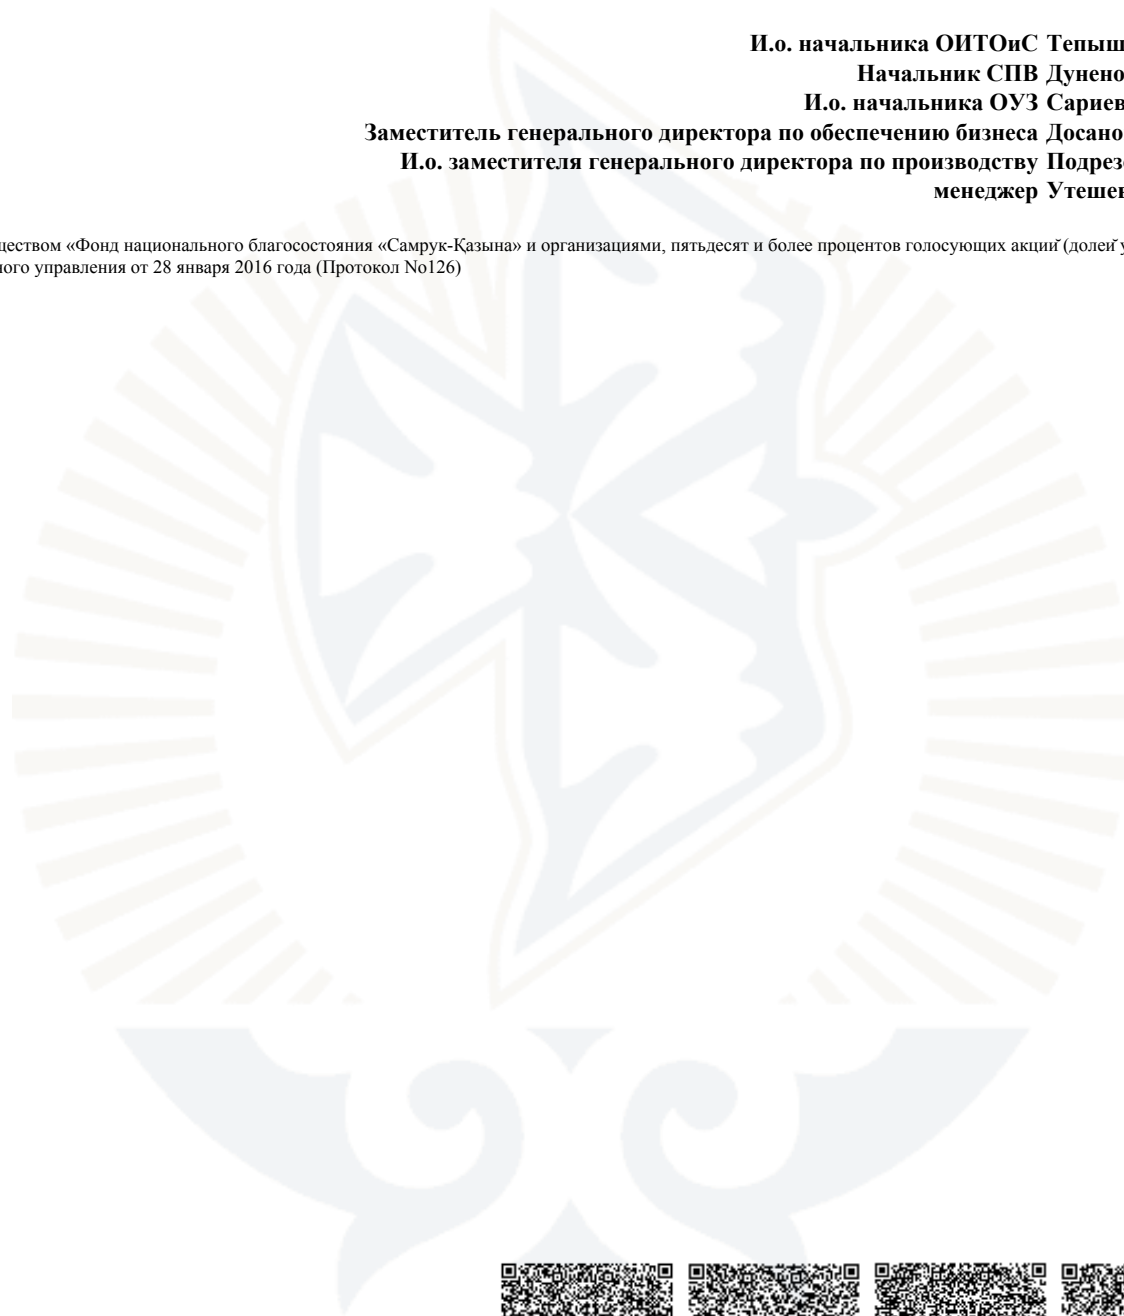 И.о. начальника ОИТОиС Тепыш
Начальник СПВ Дунено
И.о. начальника ОУЗ Сариев
Заместитель генерального директора по обеспечению бизнеса Досано
И.о. заместителя генерального директора по производству Подрез
менеджер Утешев
ществом «Фонд национального благосостояния «Самрук-Қазына» и организациями, пятьдесят и более процентов голосующих акций (долей у
ного управления от 28 января 2016 года (Протокол No126)